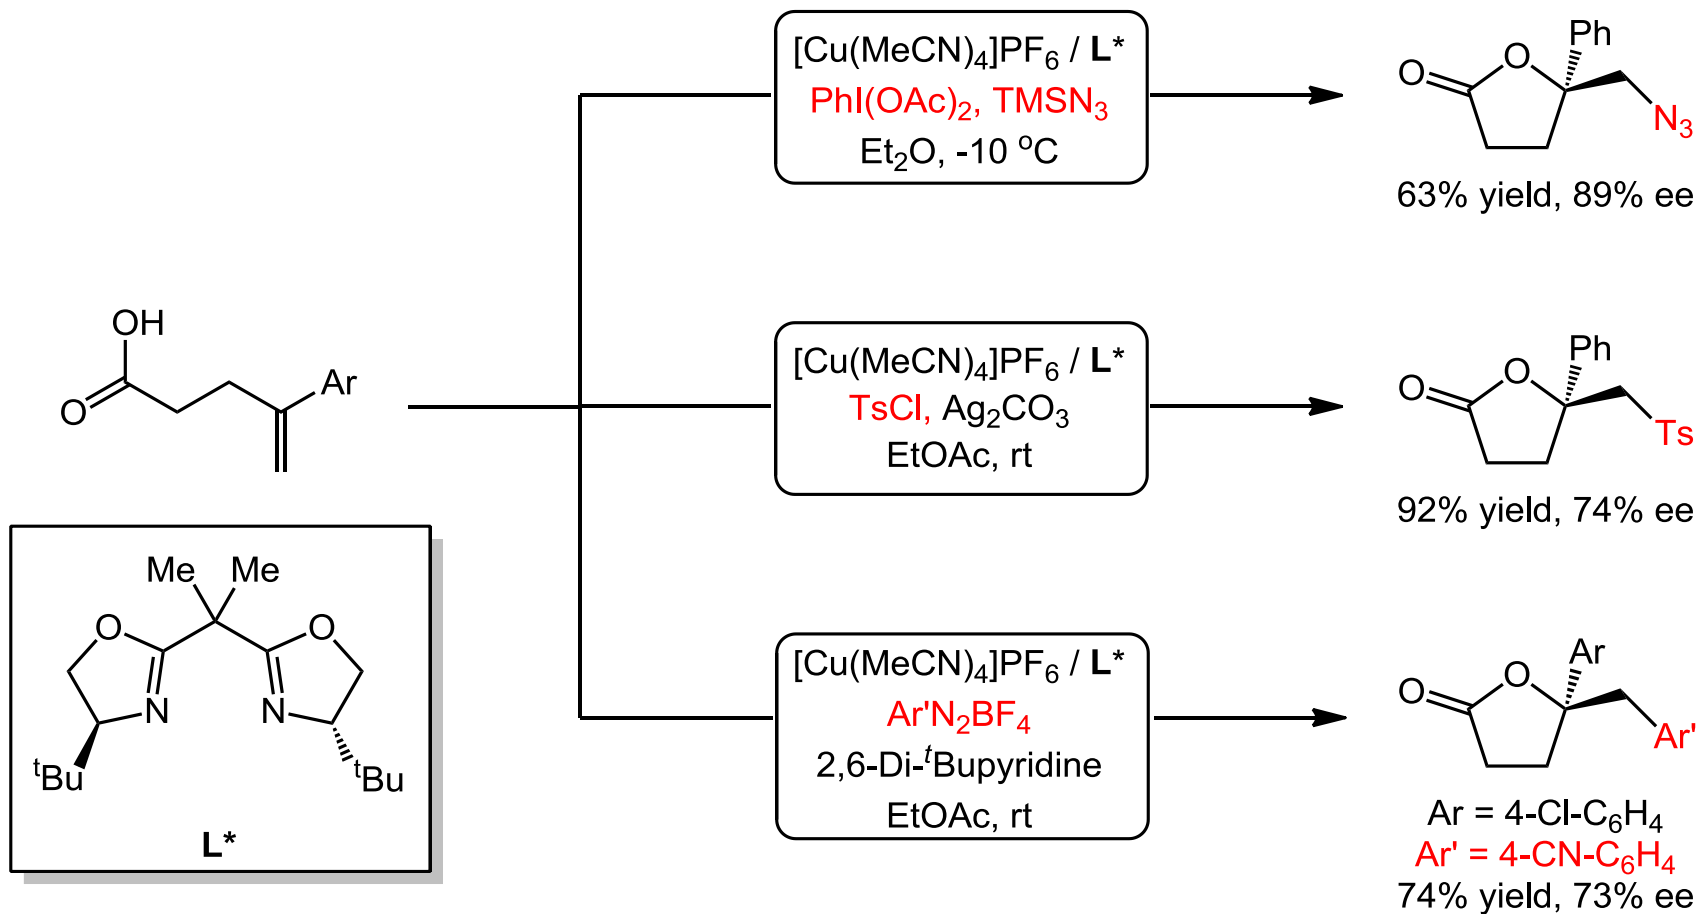 [Cu(MeCN)4]PF6 / L*
PhI(OAc)2, TMSN3
Et2O, -10 oC
O
O
Ph
N3
63% yield, 89% ee
OH
O
Ar
[Cu(MeCN)4]PF6 / L*
TsCl, Ag2CO3
EtOAc, rt
O
O
Ph
Ts
92% yield, 74% ee
Me Me
O
O
N
N
tBu
tBu
L*
[Cu(MeCN)4]PF6 / L*
Ar'N2BF4
2,6-Di-tBupyridine
EtOAc, rt
O
O
Ar
Ar'
Ar = 4-Cl-C6H4
Ar' = 4-CN-C6H4
74% yield, 73% ee